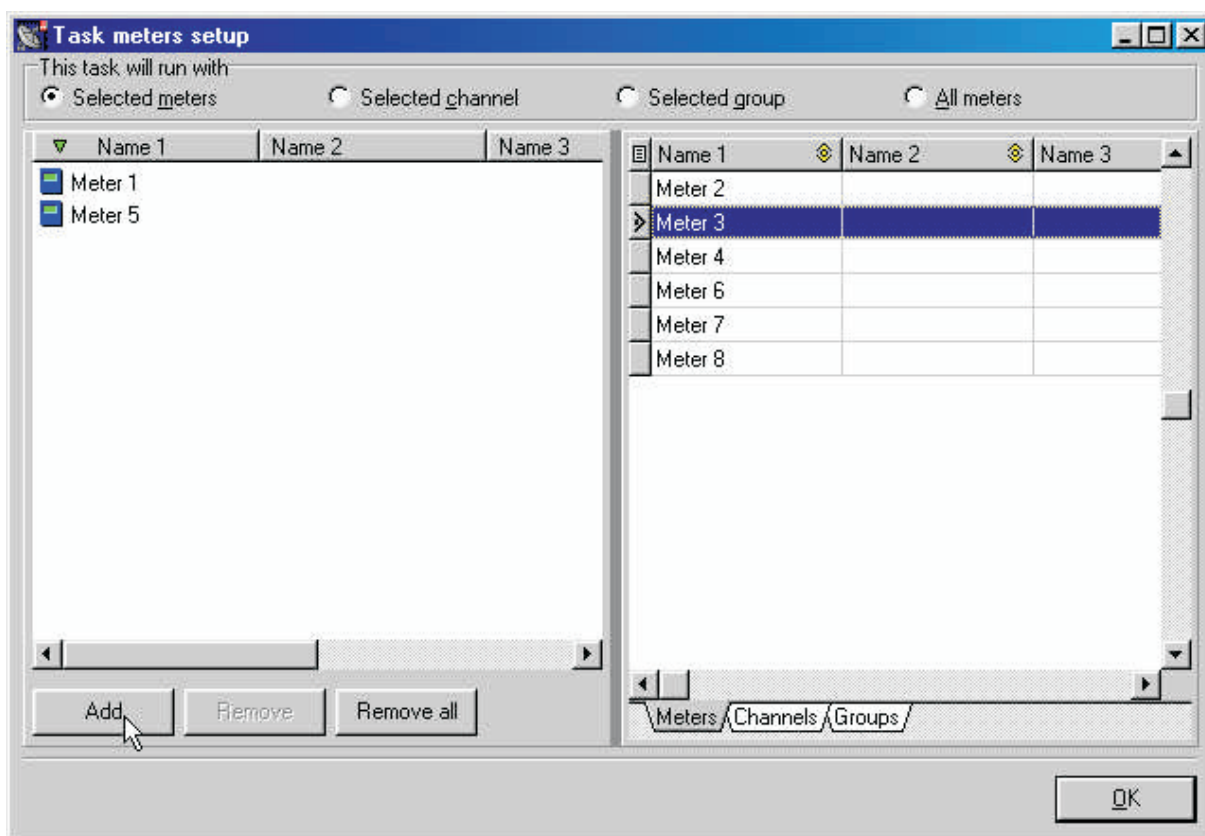 Task meters setup
This task will run with
Selected meters Selected channel Selected group All meters
Name 1 Name 2 Name 3
Meter 1
Meter 5
Name 1 Name 2 Name 3
Meter 2
Meter 3
Meter 4
Meter 6
Meter 7
Meter 8
Add Remove Remove all
Meters Channels Groups
OK